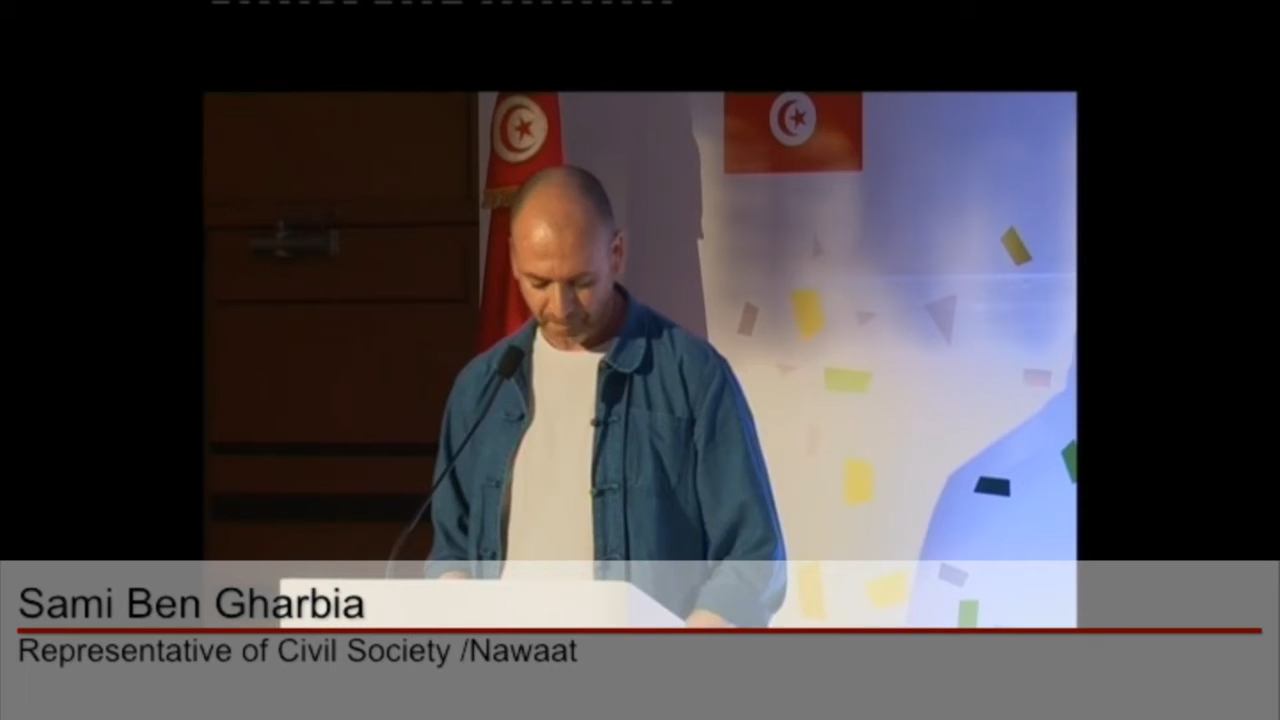 Sami Ben Gharbia
Representative of Civil Society /Nawaat